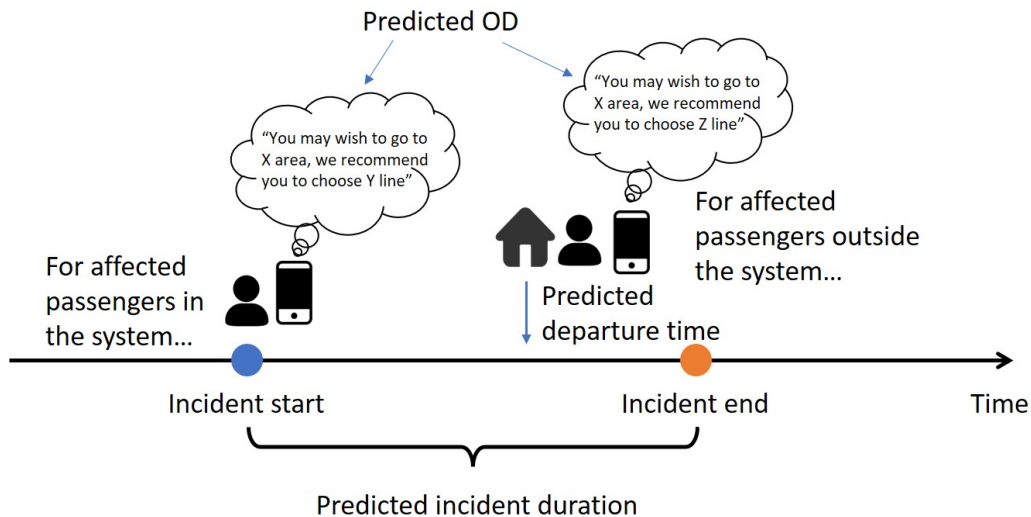 Predicted OD
“You may wish to go to
X area, we recommend
you to choose Y line”
“You may wish to go to
X area, we recommend
you to choose Z line”
For affected
passengers in
the system...
For affected
passengers outside
the system...
Predicted
departure time
Incident start
Incident end
Time
Predicted incident duration